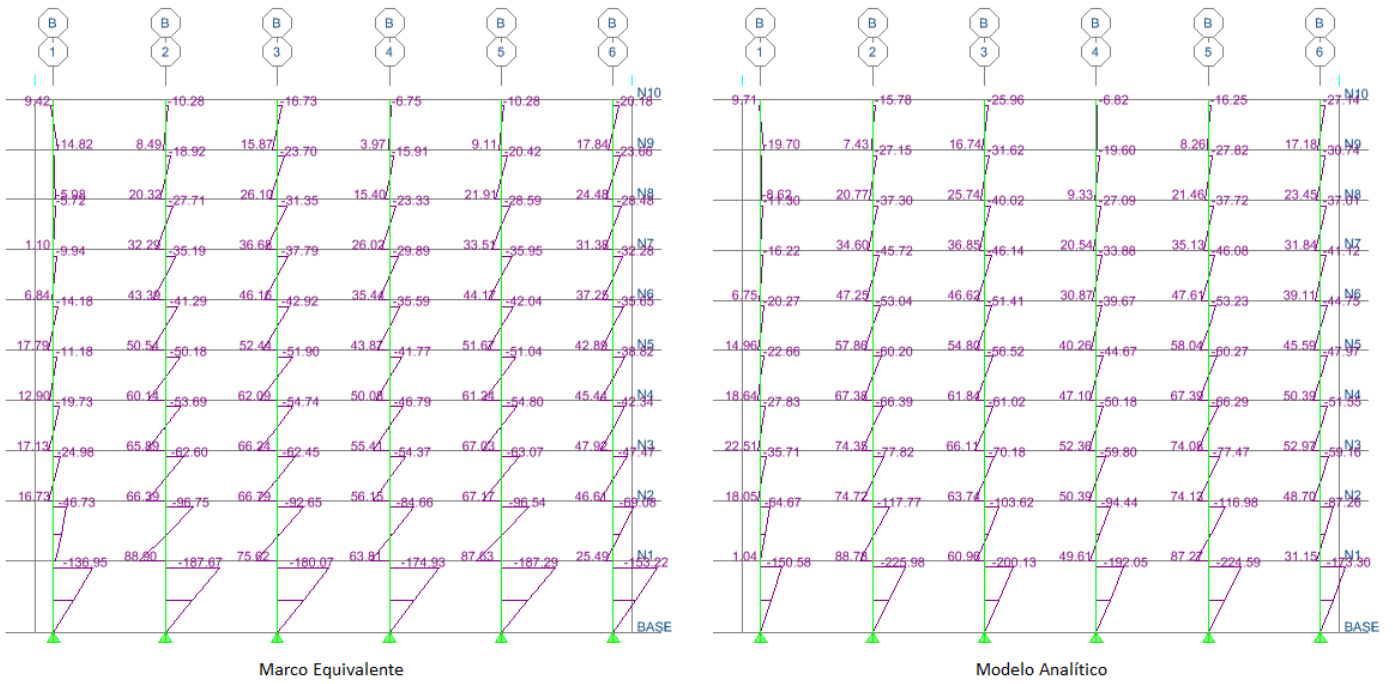 B B B B B B B B B B B B
1 2 3 4 5 6 1 2 3 4 5 6
N10 N10
9.42 -10.28 -16.73 -6.75 -10.28 -20.18 9.71 -15.78 -25.96 -6.82 -16.25 -27.14
N9 N9
-14.82 8.49 15.87 3.97 9.11 17.84 -19.70 7.43 16.74 8.26 17.18
-18.92 -23.70 -15.91 -20.42 -23.66 -27.15 -31.62 -19.60 -27.82 -30.74
N8 N8
-5.98 20.32 26.10 15.40 21.91 24.48 -8.62 20.77 25.74 9.33 21.46 23.45
-5.72 -27.71 -31.35 -23.33 -28.59 -28.48 -11.30 -37.30 -40.02 -27.09 -37.72 -37.01
N7 N7
1.10 32.29 36.68 26.02 33.51 31.38 34.60 36.85 20.54 35.13 31.84
-9.94 -35.19 -37.79 -29.89 -35.95 -32.28 -16.22 -45.72 -46.14 -33.88 -46.08 -41.12
N6 N6
6.84 43.39 46.16 35.44 44.17 37.25 6.75 47.25 46.62 30.87 47.61 39.11
-14.18 -41.29 -42.92 -35.59 -42.04 -35.65 -20.27 -53.04 -51.41 -39.67 -53.23 -44.75
N5 N5
17.79 50.54 52.44 43.87 51.67 42.89 14.96 57.86 54.80 40.26 58.04 45.59
-11.18 -50.18 -51.90 -41.77 -51.04 -38.82 -22.66 -60.20 -56.52 -44.67 -60.27 -47.97
N4 N4
12.90 60.14 62.09 50.08 61.24 45.44 18.64 67.38 61.84 47.10 67.39 50.39
-19.73 -53.69 -54.74 -46.79 -54.80 -42.34 -27.83 -66.39 -61.02 -50.18 -66.29 -51.55
N3 N3
17.13 65.89 66.24 55.41 67.03 47.92 22.51 74.35 66.11 52.36 74.08 52.97
-24.98 -62.60 -62.45 -54.37 -63.07 -47.47 -35.71 -77.82 -70.18 -59.80 -77.47 -59.16
N2 N2
16.73 66.39 66.79 56.15 67.17 46.61 18.05 74.72 63.74 50.39 74.13 48.70
-46.73 -96.75 -92.65 -84.66 -96.54 -69.08 -64.67 -117.77 -103.62 -94.44 -116.98 -87.26
N1 N1
88.90 75.62 63.81 87.63 25.49 1.04 88.78 60.96 49.61 87.27 31.15
-136.95 -187.67 -180.07 -174.93 -187.29 -153.22 -150.58 -225.98 -200.13 -192.05 -224.59 -173.30
BASE BASE
Marco Equivalente Modelo Analítico